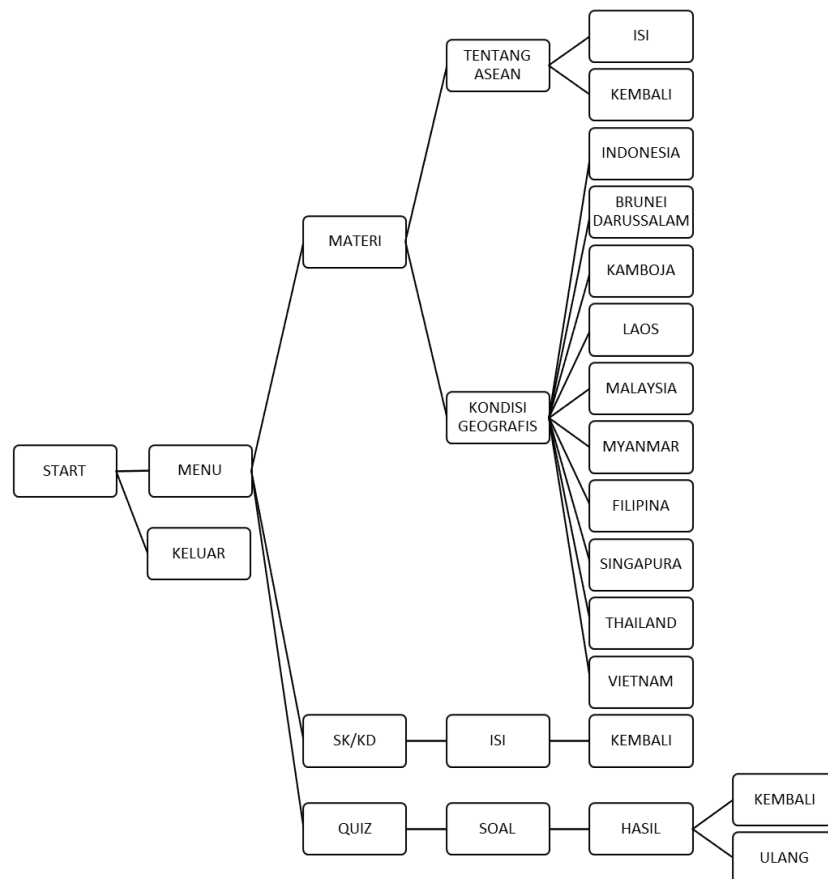 ISI
TENTANG
ASEAN
KEMBALI
INDONESIA
BRUNEI
DARUSSALAM
MATERI
KAMBOJA
LAOS
MALAYSIA
KONDISI
GEOGRAFIS
MYANMAR
START
MENU
FILIPINA
KELUAR
SINGAPURA
THAILAND
VIETNAM
SK/KD
ISI
KEMBALI
QUIZ
SOAL
HASIL
KEMBALI
ULANG